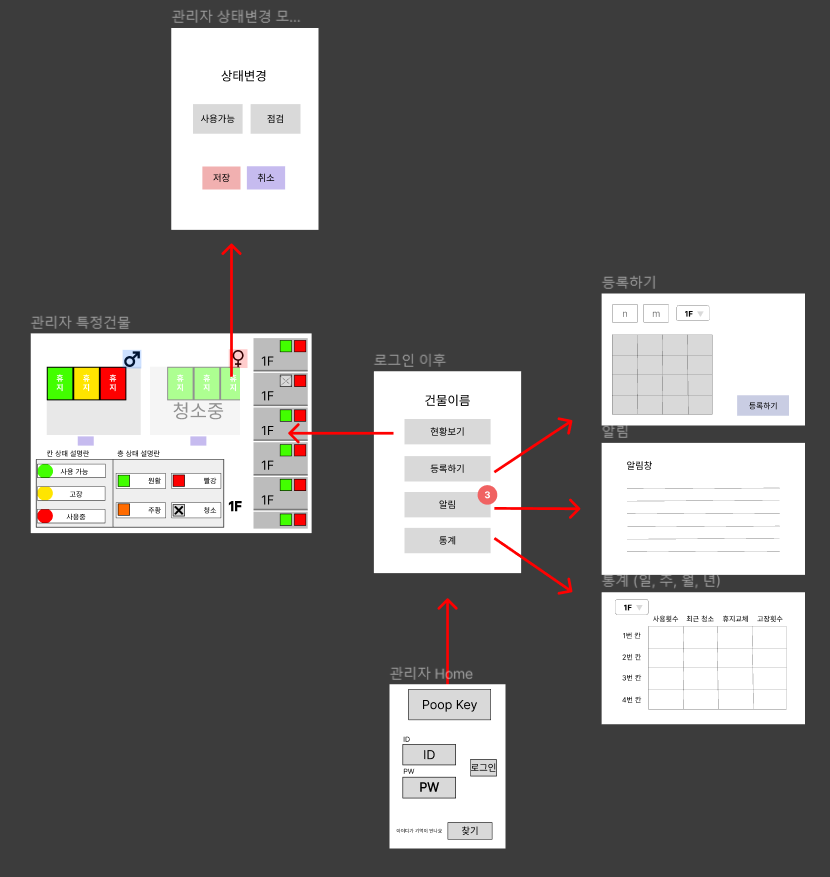 관리자 상태변경 모...
상태변경
사용가능 점검
저장 취소
관리자 특정건물
휴지 휴지 휴지
휴지 휴지 휴지
청소중
칸 상태 설명란 층 상태 설명란
사용 가능
고장
사용중
원활 빨강
주황 청소
1F
1F
1F
1F
1F
1F
로그인 이후
건물이름
현황보기
등록하기
알림
3
통계
등록하기
n m 1F
등록하기
알림
알림창
통계 (일, 주, 월, 년)
1F
사용횟수 최근 청소 휴지교체 고장횟수
1번 칸
2번 칸
3번 칸
4번 칸
관리자 Home
Poop Key
ID
ID
로그인
PW
PW
아이디가 기억이 안나요 찾기